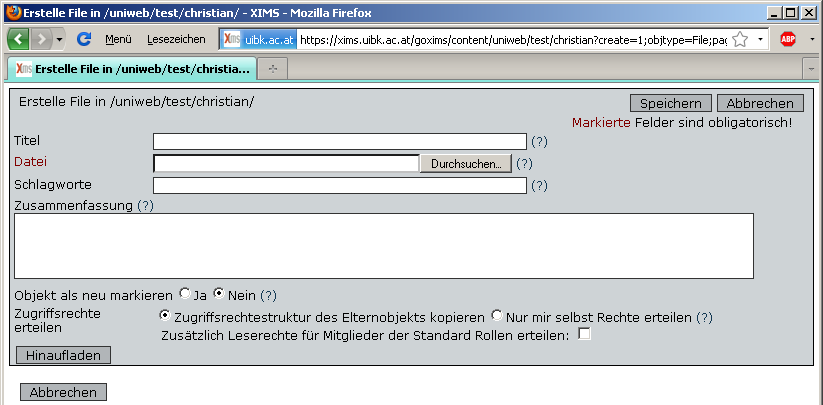 Erstelle File in /uniweb/test/christian/ - XIMS - Mozilla Firefox
Menü Lesezeichen XIMS uibk.ac.at https://xims.uibk.ac.at/goxims/content/uniweb/test/christian?create=1;objtype=File;pag ABP
XIMS Erstelle File in /uniweb/test/christia...
Erstelle File in /uniweb/test/christian/ Speichern Abbrechen
Markierte Felder sind obligatorisch!
Titel (?)
Datei Durchsuchen... (?)
Schlagworte (?)
Zusammenfassung (?)
Objekt als neu markieren Ja Nein (?)
Zugriffsrechte erteilen Zugriffsrechtestruktur des Elternobjekts kopieren Nur mir selbst Rechte erteilen (?)
Zusätzlich Leserechte für Mitglieder der Standard Rollen erteilen:
Hinaufladen
Abbrechen